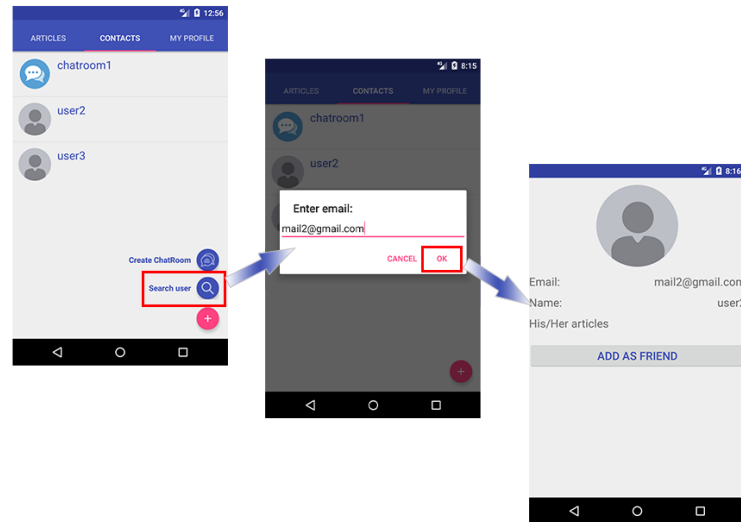 12:56
ARTICLES CONTACTS MY PROFILE
chatroom1
user2
user3
Create ChatRoom
Search user
+
8:15
ARTICLES CONTACTS MY PROFILE
chatroom1
user2
Enter email:
mail2@gmail.com
CANCEL OK
+
8:16
Email: mail2@gmail.com
Name: user2
His/Her articles
ADD AS FRIEND